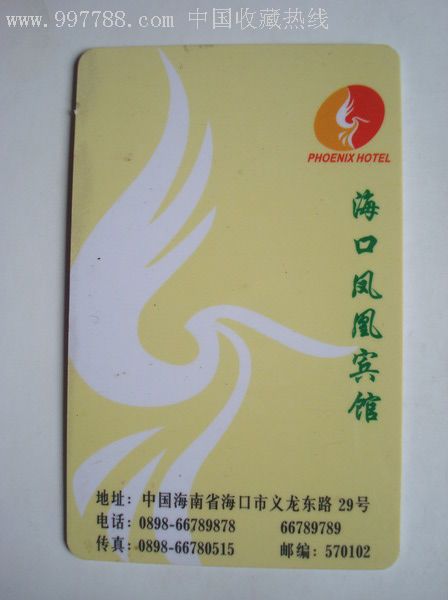 www.997788.com 中国收藏热线
PHOENIX HOTEL
海口凤凰宾馆
地址：中国海南省海口市义龙东路 29号
电话：0898-66789878 66789789
传真：0898-66780515 邮编：570102